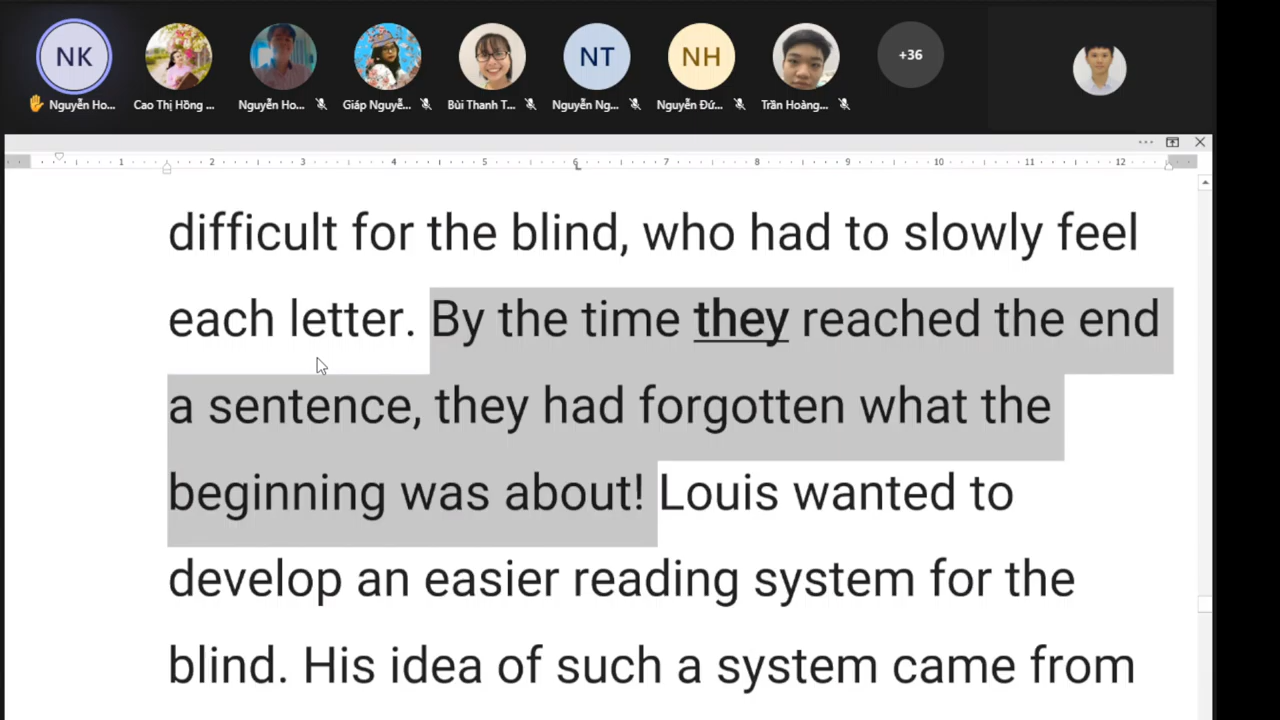 NK
NT
NH
+36
Nguyễn Ho...
Cao Thị Hồng ...
Nguyễn Ho...
Giáp Nguyễ...
Bùi Thanh T...
Nguyễn Ng...
Nguyễn Đứ...
Trần Hoàng...
1 2 3 4 5 6 7 8 9 10 11 12
difficult for the blind, who had to slowly feel
each letter. By the time they reached the end
a sentence, they had forgotten what the
beginning was about! Louis wanted to
develop an easier reading system for the
blind. His idea of such a system came from